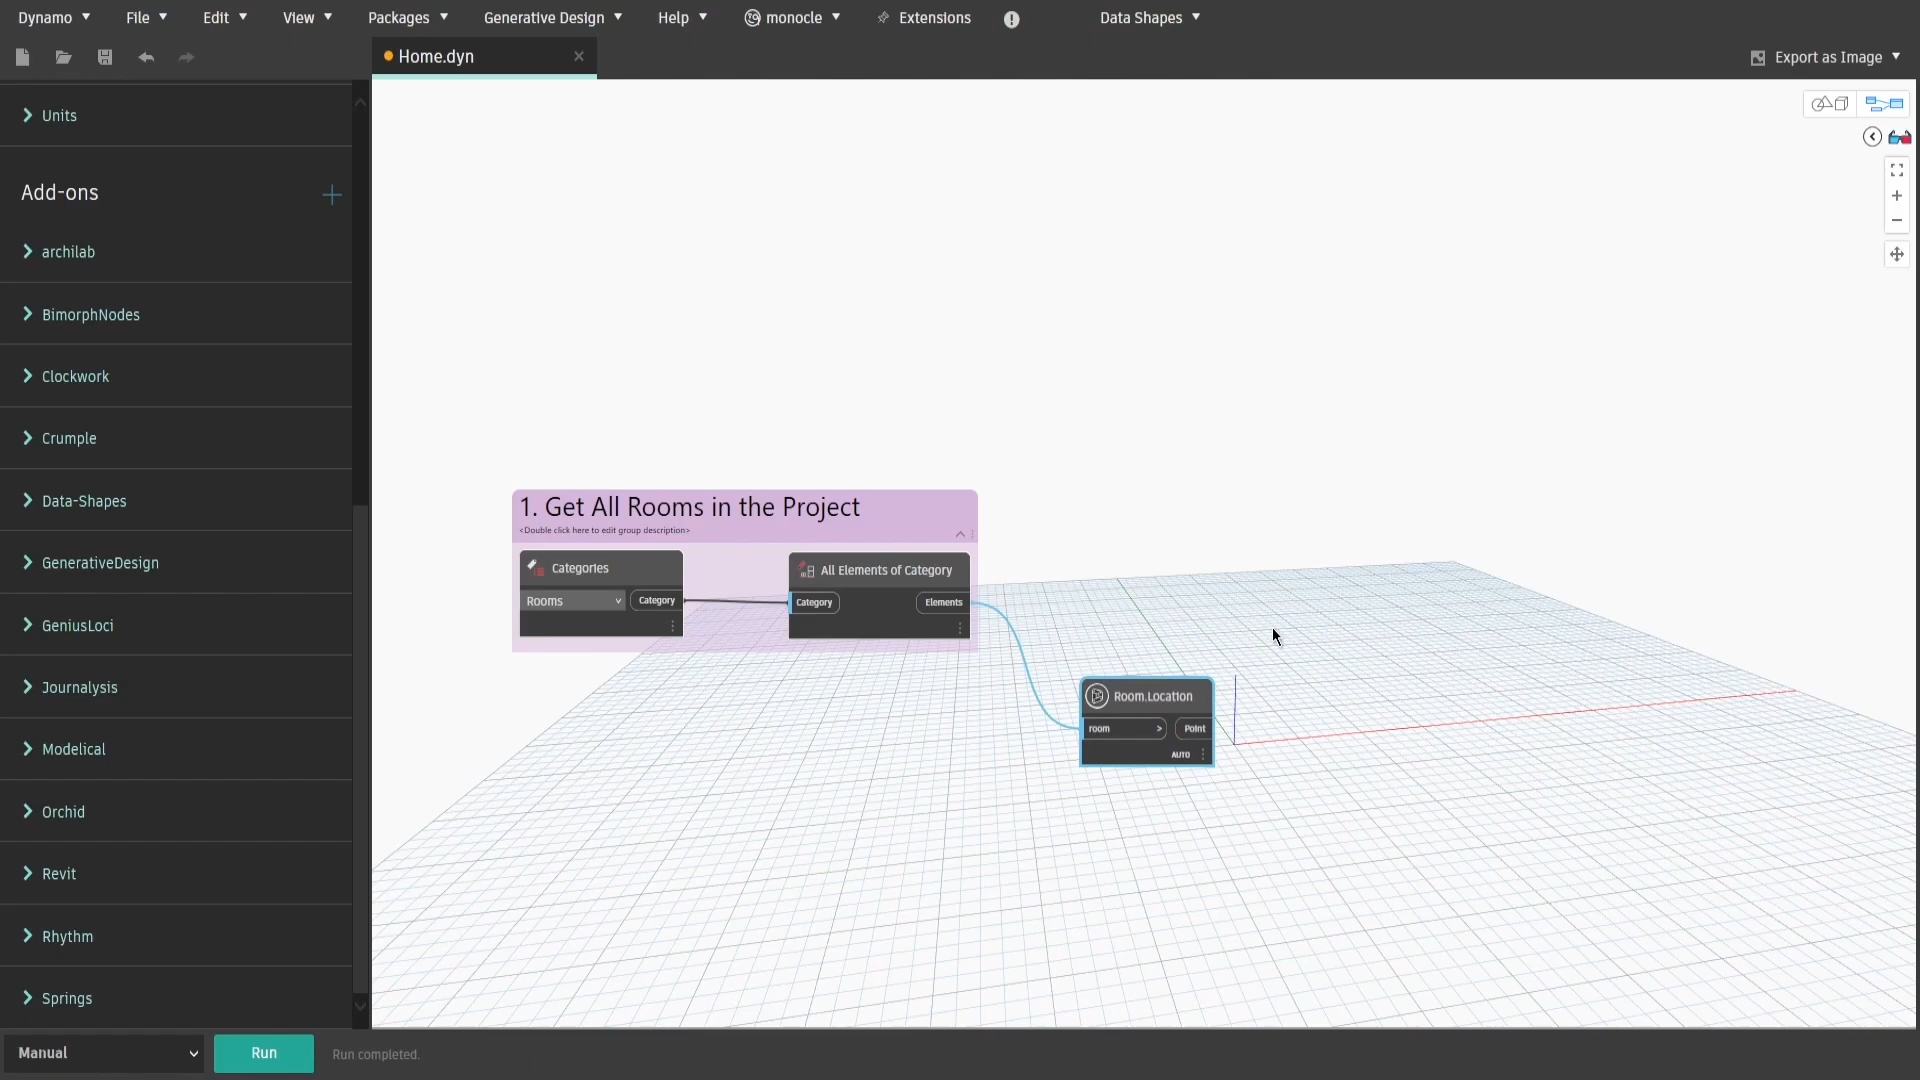 Dynamo File Edit View Packages Generative Design Help monocle Extensions Data Shapes
Home.dyn
Export as Image
Units
Add-ons
archilab
BimorphNodes
Clockwork
Crumple
Data-Shapes
GenerativeDesign
GeniusLoci
Journalysis
Modelical
Orchid
Revit
Rhythm
Springs
1. Get All Rooms in the Project
<Double click here to edit group description>
Categories
Rooms Category
All Elements of Category
Category Elements
Room.Location
room > Point
AUTO
Manual Run Run completed.